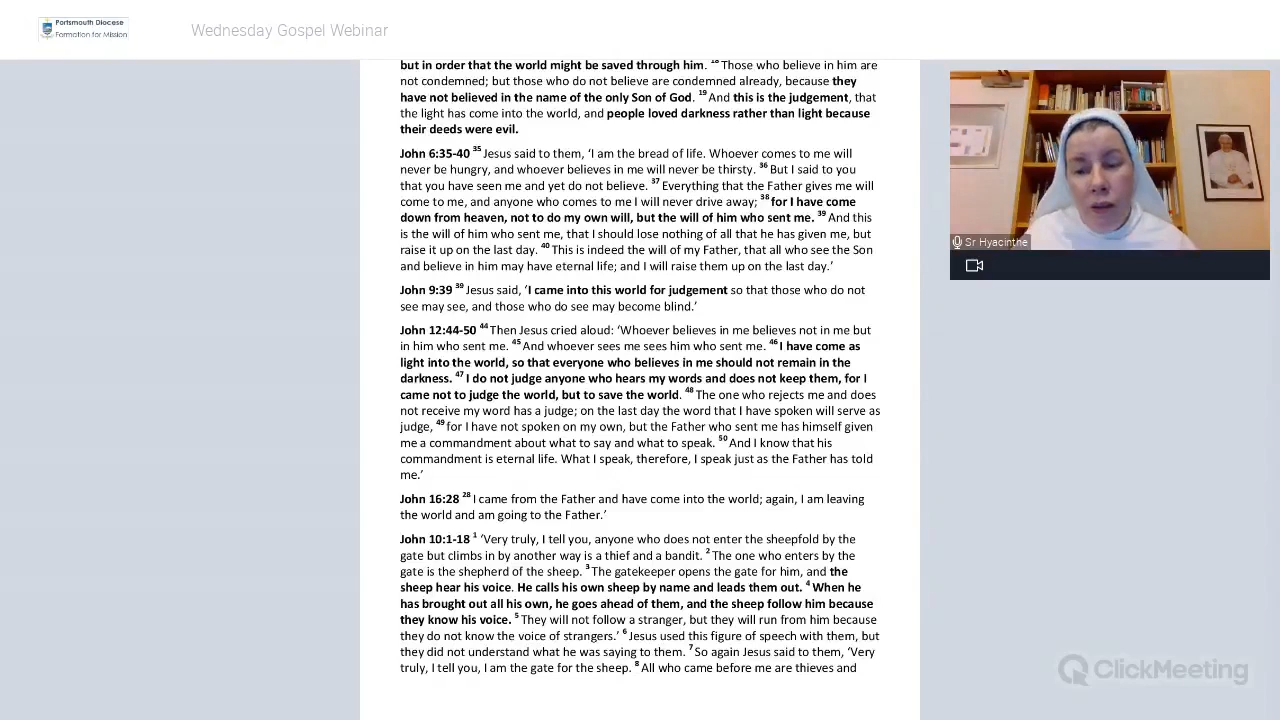 Portsmouth Diocese
Formation for Mission
Wednesday Gospel Webinar
but in order that the world might be saved through him. 18 Those who believe in him are
not condemned; but those who do not believe are condemned already, because they
have not believed in the name of the only Son of God. 19 And this is the judgement, that
the light has come into the world, and people loved darkness rather than light because
their deeds were evil.
John 6:35-40 35 Jesus said to them, ‘I am the bread of life. Whoever comes to me will
never be hungry, and whoever believes in me will never be thirsty. 36 But I said to you
that you have seen me and yet do not believe. 37 Everything that the Father gives me will
come to me, and anyone who comes to me I will never drive away; 38 for I have come
down from heaven, not to do my own will, but the will of him who sent me. 39 And this
is the will of him who sent me, that I should lose nothing of all that he has given me, but
raise it up on the last day. 40 This is indeed the will of my Father, that all who see the Son
and believe in him may have eternal life; and I will raise them up on the last day.’
John 9:39 39 Jesus said, ‘I came into this world for judgement so that those who do not
see may see, and those who do see may become blind.’
John 12:44-50 44 Then Jesus cried aloud: ‘Whoever believes in me believes not in me but
in him who sent me. 45 And whoever sees me sees him who sent me. 46 I have come as
light into the world, so that everyone who believes in me should not remain in the
darkness. 47 I do not judge anyone who hears my words and does not keep them, for I
came not to judge the world, but to save the world. 48 The one who rejects me and does
not receive my word has a judge; on the last day the word that I have spoken will serve as
judge, 49 for I have not spoken on my own, but the Father who sent me has himself given
me a commandment about what to say and what to speak. 50 And I know that his
commandment is eternal life. What I speak, therefore, I speak just as the Father has told
me.’
John 16:28 28 I came from the Father and have come into the world; again, I am leaving
the world and am going to the Father.’
John 10:1-18 1 ‘Very truly, I tell you, anyone who does not enter the sheepfold by the
gate but climbs in by another way is a thief and a bandit. 2 The one who enters by the
gate is the shepherd of the sheep. 3 The gatekeeper opens the gate for him, and the
sheep hear his voice. He calls his own sheep by name and leads them out. 4 When he
has brought out all his own, he goes ahead of them, and the sheep follow him because
they know his voice. 5 They will not follow a stranger, but they will run from him because
they do not know the voice of strangers.’ 6 Jesus used this figure of speech with them, but
they did not understand what he was saying to them. 7 So again Jesus said to them, ‘Very
truly, I tell you, I am the gate for the sheep. 8 All who came before me are thieves and
Sr Hyacinthe
ClickMeeting